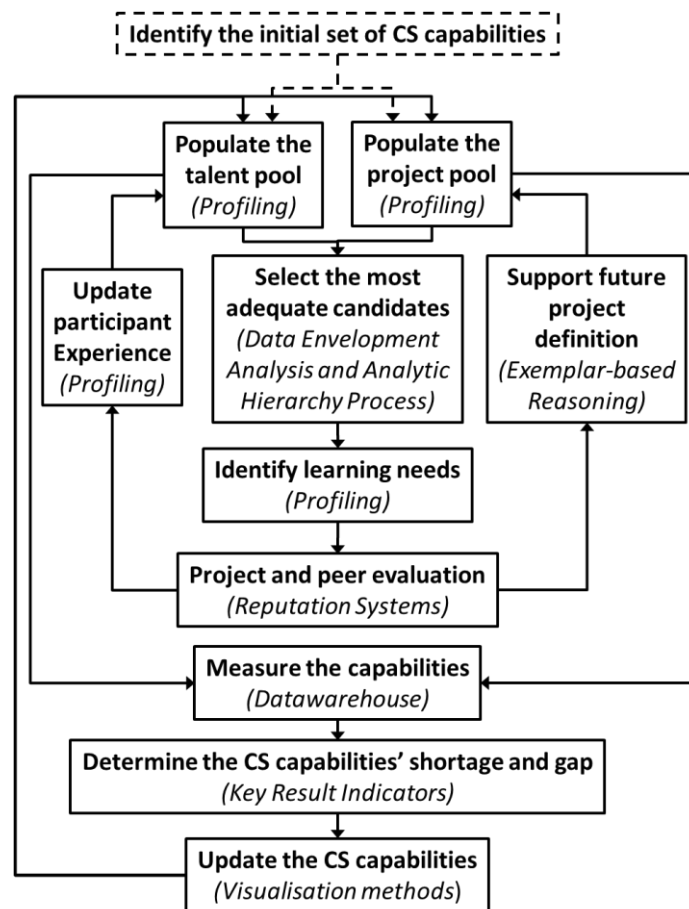 Identify the initial set of CS capabilities
Populate the
talent pool
(Profiling)
Populate the
project pool
(Profiling)
Update
participant
Experience
(Profiling)
Select the most
adequate candidates
(Data Envelopment
Analysis and Analytic
Hierarchy Process)
Support future
project
definition
(Exemplar-based
Reasoning)
Identify learning needs
(Profiling)
Project and peer evaluation
(Reputation Systems)
Measure the capabilities
(Datawarehouse)
Determine the CS capabilities’ shortage and gap
(Key Result Indicators)
Update the CS capabilities
(Visualisation methods)